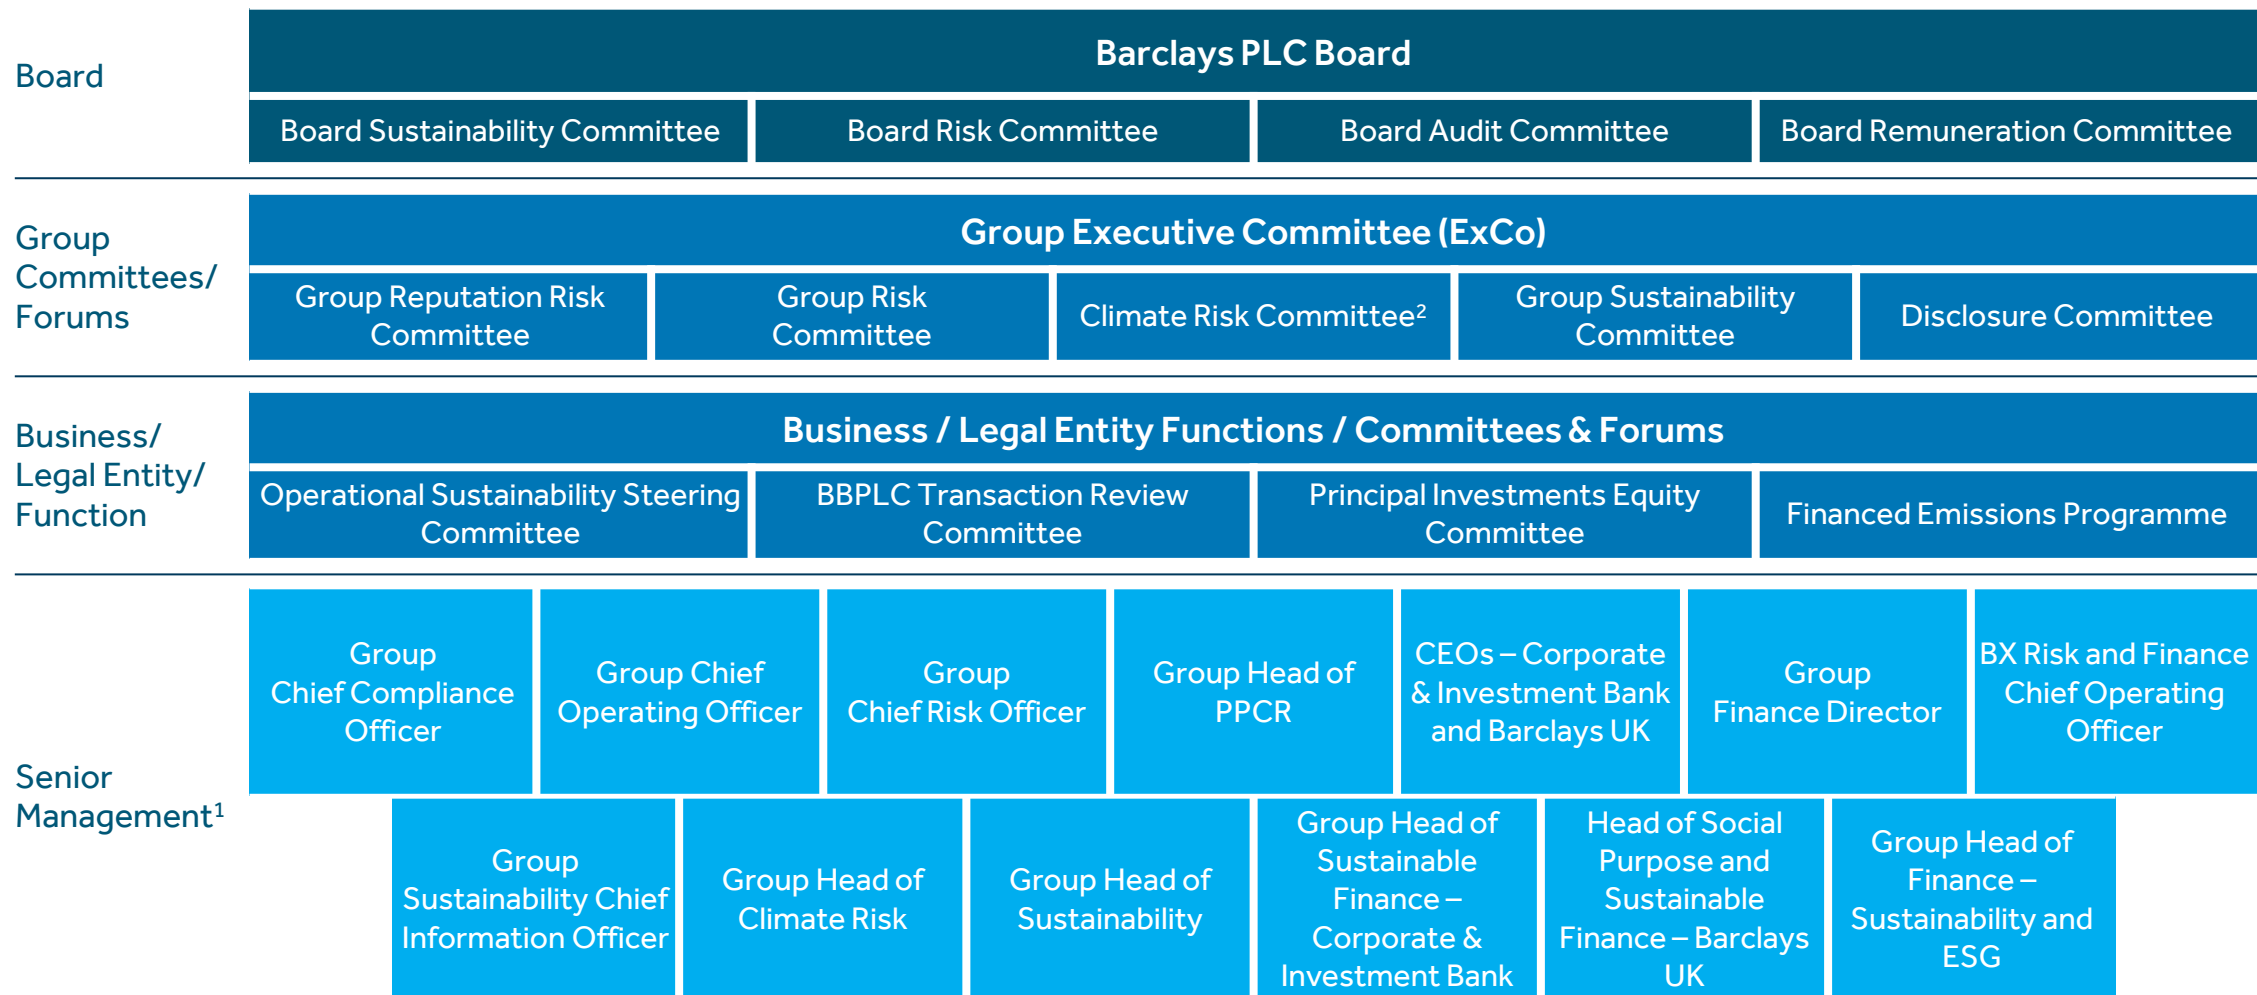 Board
Barclays PLC Board
Board Sustainability Committee
Board Risk Committee
Board Audit Committee
Board Remuneration Committee
Group
Committees/
Forums
Group Executive Committee (ExCo)
Group Reputation Risk
Committee
Group Risk
Committee
Climate Risk Committee²
Group Sustainability
Committee
Disclosure Committee
Business/
Legal Entity/
Function
Business / Legal Entity Functions / Committees & Forums
Operational Sustainability Steering
Committee
BBPLC Transaction Review
Committee
Principal Investments Equity
Committee
Financed Emissions Programme
Senior
Management¹
Group
Chief Compliance
Officer
Group Chief
Operating Officer
Group
Chief Risk Officer
Group Head of
PPCR
CEOs – Corporate
& Investment Bank
and Barclays UK
Group
Finance Director
BX Risk and Finance
Chief Operating
Officer
Group
Sustainability Chief
Information Officer
Group Head of
Climate Risk
Group Head of
Sustainability
Group Head of
Sustainable
Finance –
Corporate &
Investment Bank
Head of Social
Purpose and
Sustainable
Finance – Barclays
UK
Group Head of
Finance –
Sustainability and
ESG